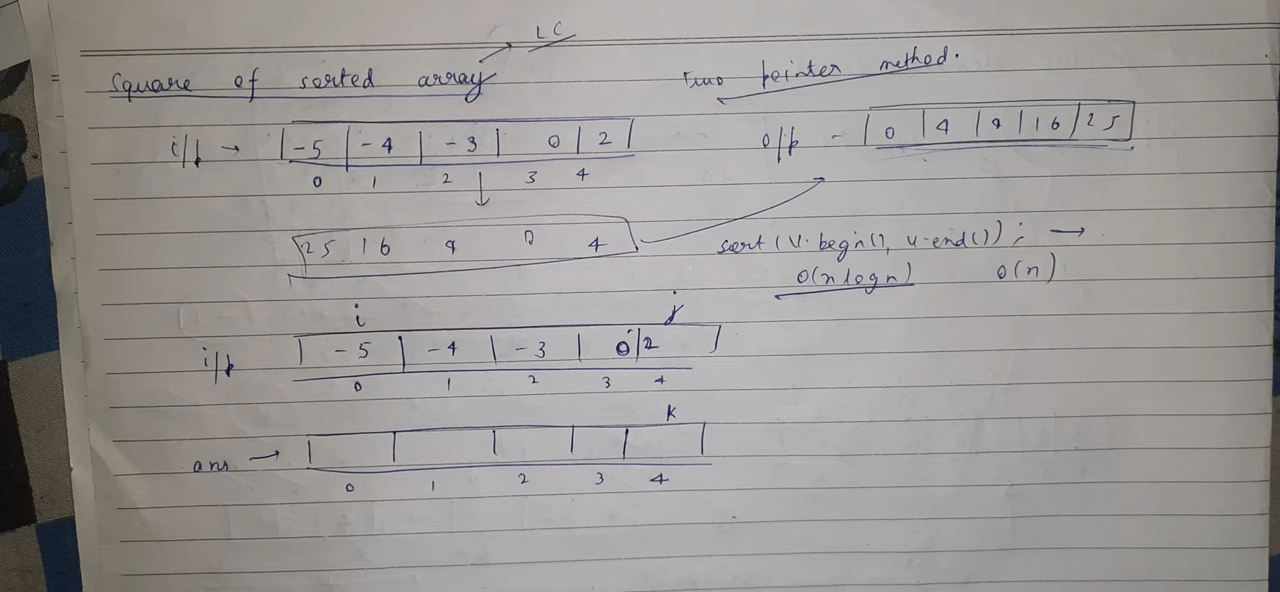 LC
Square of sorted array
Two pointer method.
i/p → -5 -4 -3 0 2
0 1 2 3 4
o/p - 0 4 9 16 25
25 16 9 0 4
sort(v.begin(), v.end()); →
O(nlogn) O(n)
i j
i/p -5 -4 -3 0 2
0 1 2 3 4
k
ans →
0 1 2 3 4